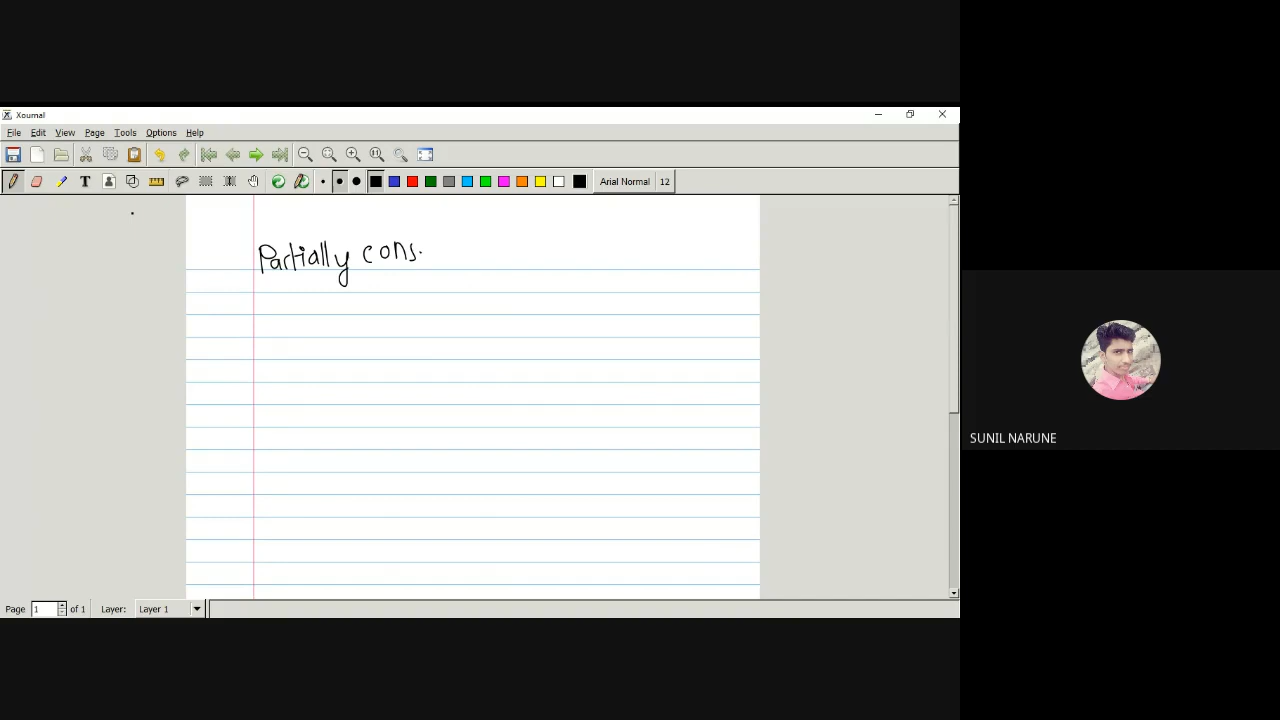 Xournal
File Edit View Page Tools Options Help
T Arial Normal 12
Partially cons.
SUNIL NARUNE
Page 1 of 1 Layer: Layer 1